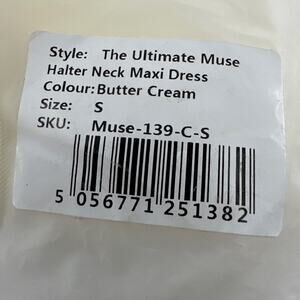 Style: The Ultimate Muse
Halter Neck Maxi Dress
Colour:Butter Cream
Size: S
SKU: Muse-139-C-S
5 056771 251382